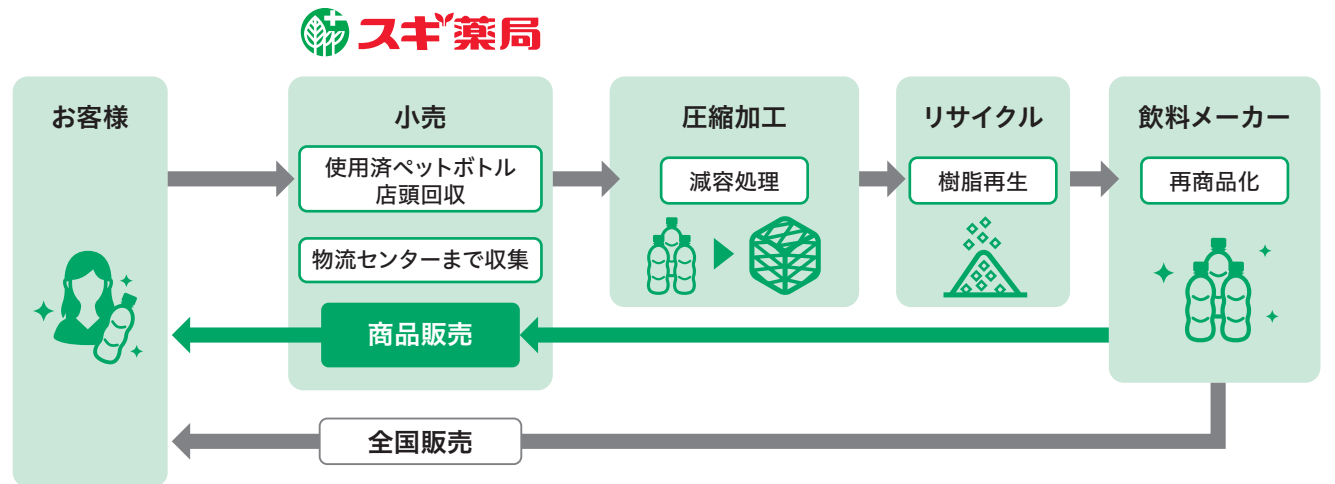 スギ薬局
お客様
小売
使用済ペットボトル
店頭回収
物流センターまで収集
商品販売
圧縮加工
減容処理
リサイクル
樹脂再生
飲料メーカー
再商品化
全国販売